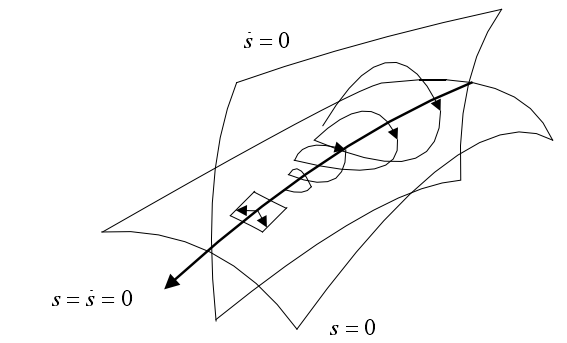 ṡ = 0
s = ṡ = 0
s = 0